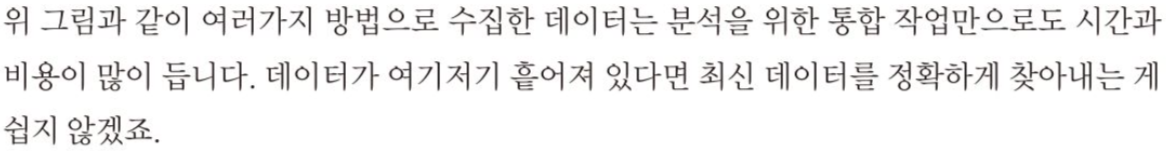 위 그림과 같이 여러가지 방법으로 수집한 데이터는 분석을 위한 통합 작업만으로도 시간과
비용이 많이 듭니다. 데이터가 여기저기 흩어져 있다면 최신 데이터를 정확하게 찾아내는 게
쉽지 않겠죠.